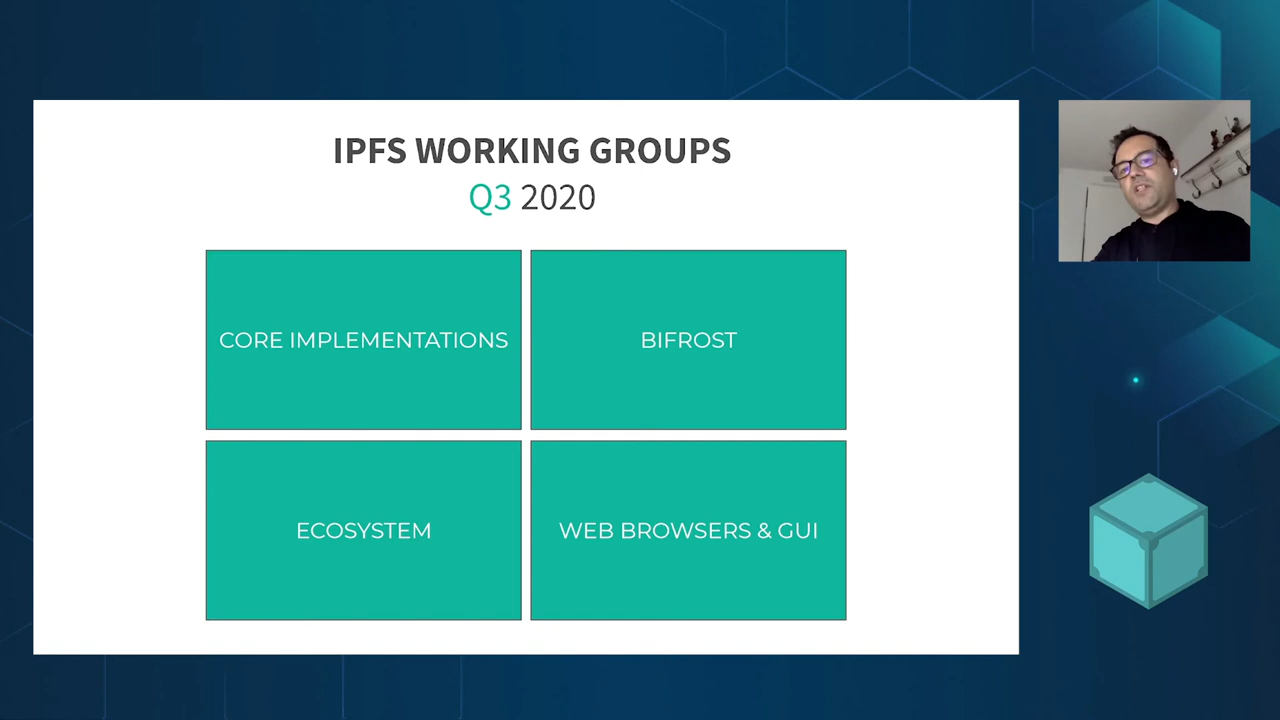 IPFS WORKING GROUPS
Q3 2020
CORE IMPLEMENTATIONS
BIFROST
ECOSYSTEM
WEB BROWSERS & GUI